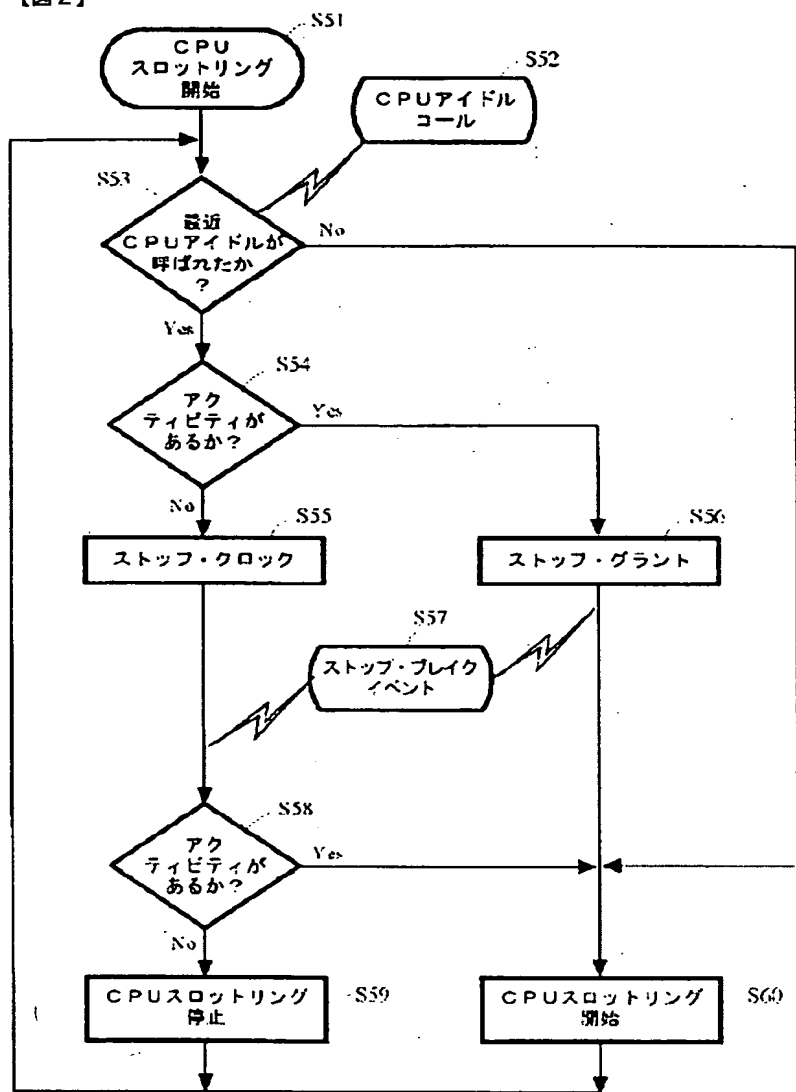 【図2】
CPU
スロットリング
開始
S51
CPUアイドル
コール
S52
S53
最近
CPUアイドルが
呼ばれたか
?
No
Yes
S54
アク
ティビティが
あるか?
Yes
No
S55
ストップ・クロック
S56
ストップ・グラント
S57
ストップ・ブレイク
イベント
S58
アク
ティビティが
あるか?
Yes
No
CPUスロットリング
停止
S59
CPUスロットリング
開始
S60